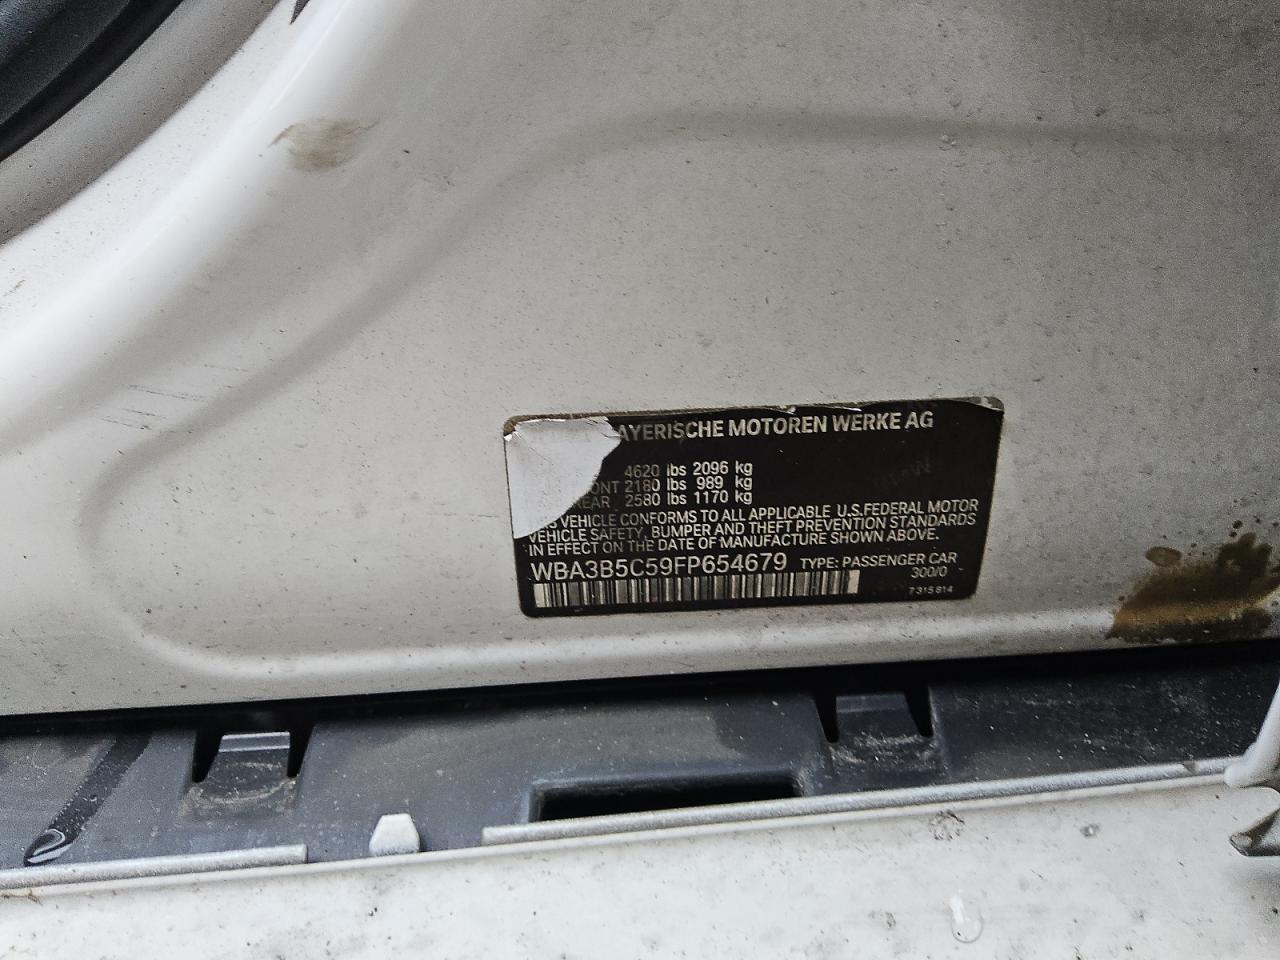 AYERISCHE MOTOREN WERKE AG
4620 lbs 2096 kg
ONT 2180 lbs 989 kg
REAR 2580 lbs 1170 kg
VEHICLE CONFORMS TO ALL APPLICABLE U.S.FEDERAL MOTOR
VEHICLE SAFETY, BUMPER AND THEFT PREVENTION STANDARDS
IN EFFECT ON THE DATE OF MANUFACTURE SHOWN ABOVE.
WBA3B5C59FP654679 TYPE: PASSENGER CAR
300/0
7315814